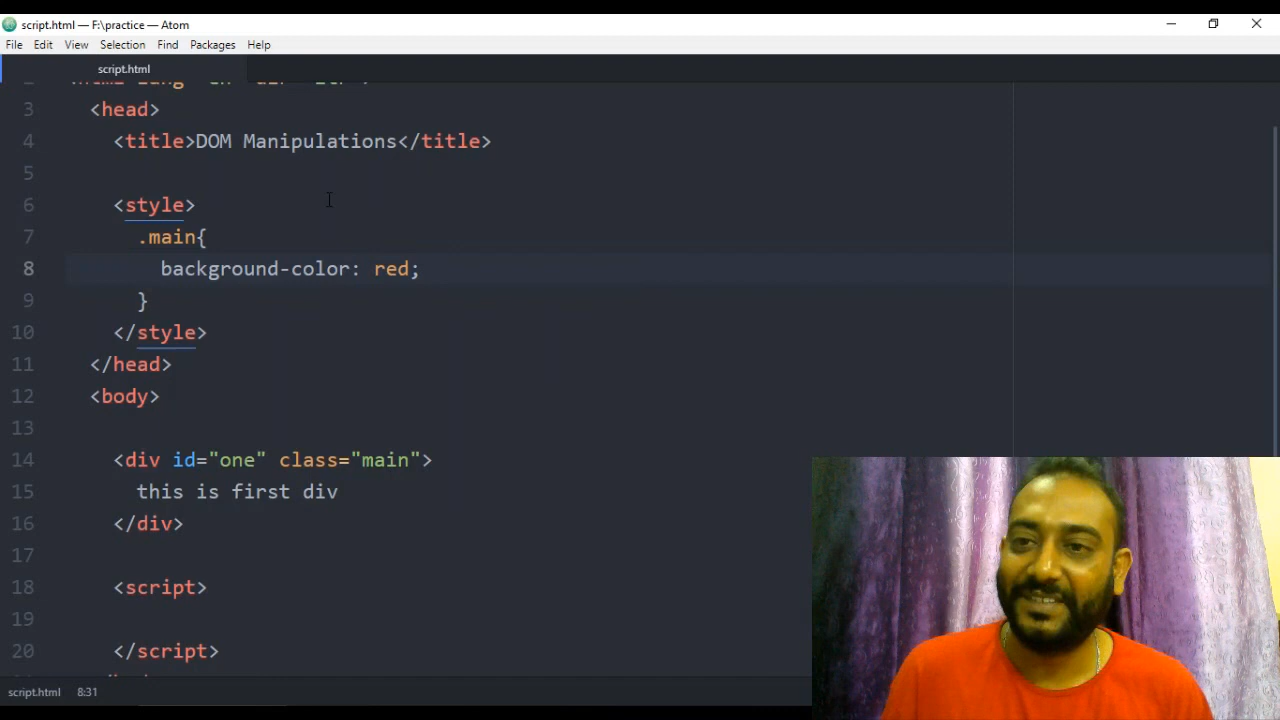 script.html — F:\practice — Atom
File Edit View Selection Find Packages Help
script.html
3 <head>
4 <title>DOM Manipulations</title>
5
6 <style>
7 .main{
8 background-color: red;
9 }
10 </style>
11 </head>
12 <body>
13
14 <div id="one" class="main">
15 this is first div
16 </div>
17
18 <script>
19
20 </script>
script.html 8:31